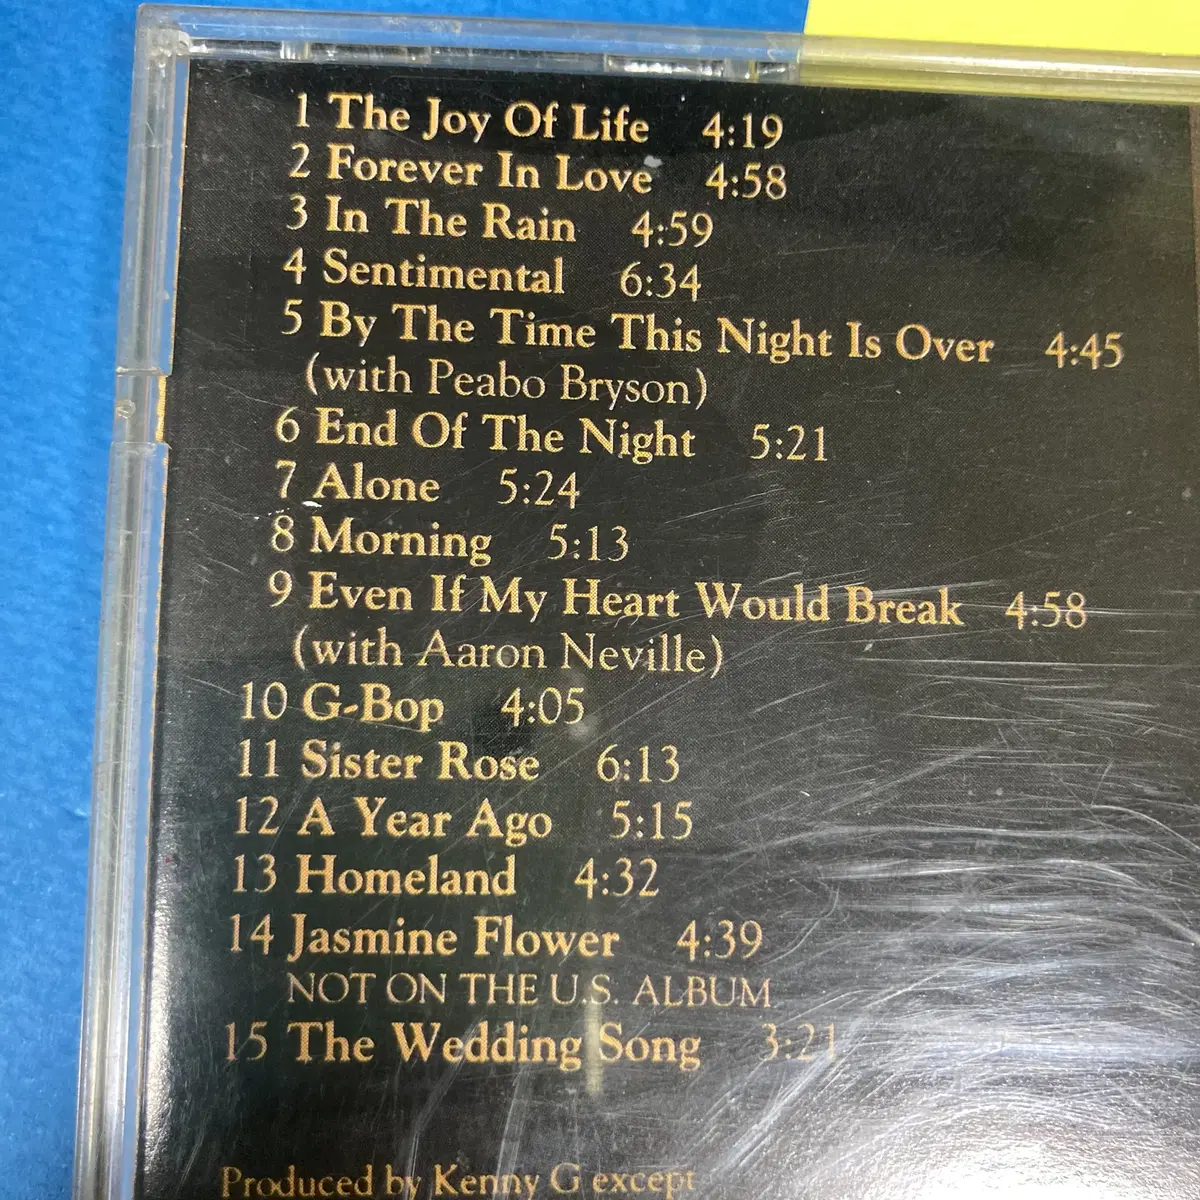 1 The Joy Of Life 4:19
2 Forever In Love 4:58
3 In The Rain 4:59
4 Sentimental 6:34
5 By The Time This Night Is Over 4:45
(with Peabo Bryson)
6 End Of The Night 5:21
7 Alone 5:24
8 Morning 5:13
9 Even If My Heart Would Break 4:58
(with Aaron Neville)
10 G-Bop 4:05
11 Sister Rose 6:13
12 A Year Ago 5:15
13 Homeland 4:32
14 Jasmine Flower 4:39
NOT ON THE U.S. ALBUM
15 The Wedding Song 3:21
Produced by Kenny G except